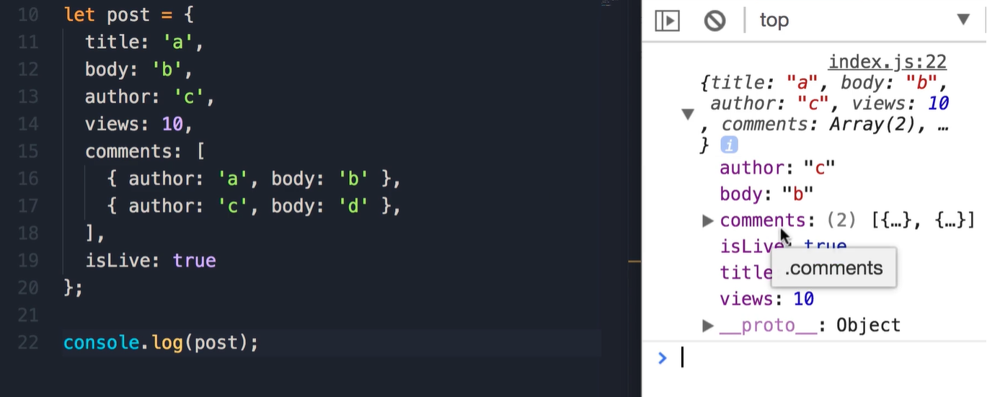 10 let post = {
11 title: 'a',
12 body: 'b',
13 author: 'c',
14 views: 10,
15 comments: [
16 { author: 'a', body: 'b' },
17 { author: 'c', body: 'd' },
18 ],
19 isLive: true
20 };
21
22 console.log(post);
top
index.js:22
{title: "a", body: "b",
author: "c", views: 10
, comments: Array(2), …
} i
author: "c"
body: "b"
comments: (2) [{…}, {…}]
isLive: true
title
.comments
views: 10
__proto__: Object